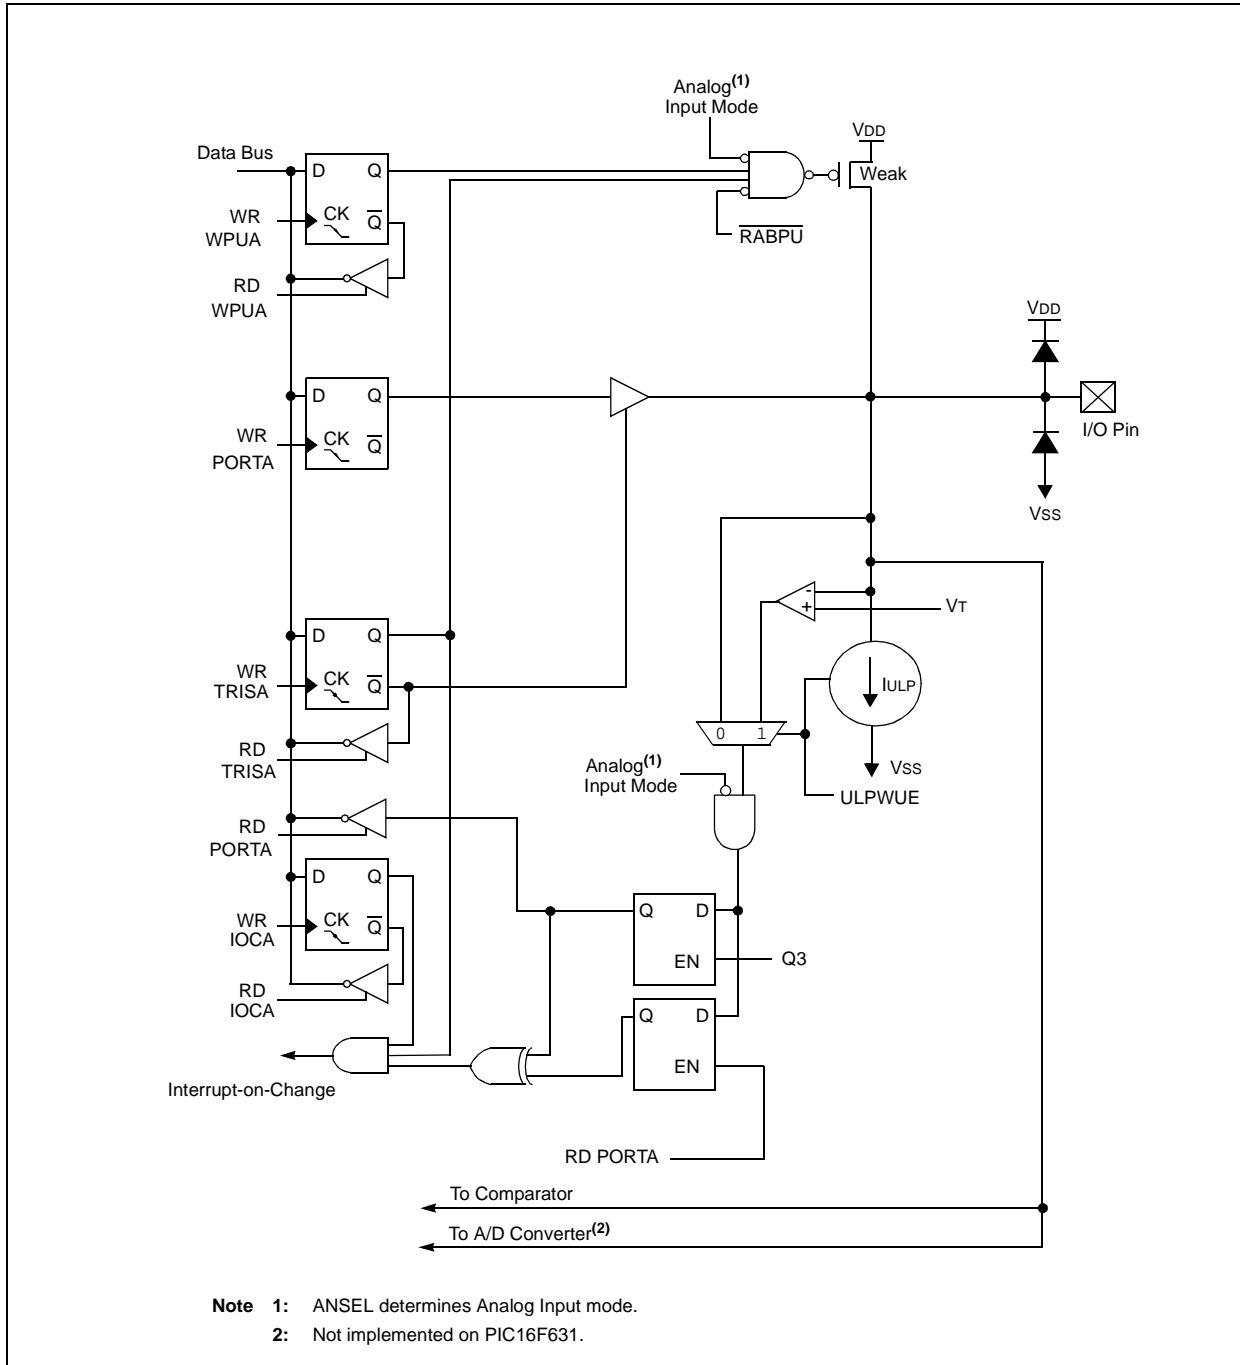 Analog(1)
Input Mode
VDD
Data Bus
D Q
Weak
CK Q
WR
WPUA
RABPU
RD
WPUA
VDD
D Q
WR
PORTA
CK Q
I/O Pin
VSS
- 
+
VT
D Q
WR
TRISA
CK Q
IULP
0 1
RD
TRISA
Analog(1)
Input Mode
VSS
ULPWUE
RD
PORTA
D Q
WR
IOCA
CK Q
Q D
EN
Q3
RD
IOCA
Q D
EN
Interrupt-on-Change
RD PORTA
To Comparator
To A/D Converter(2)
Note 1: ANSEL determines Analog Input mode.
2: Not implemented on PIC16F631.